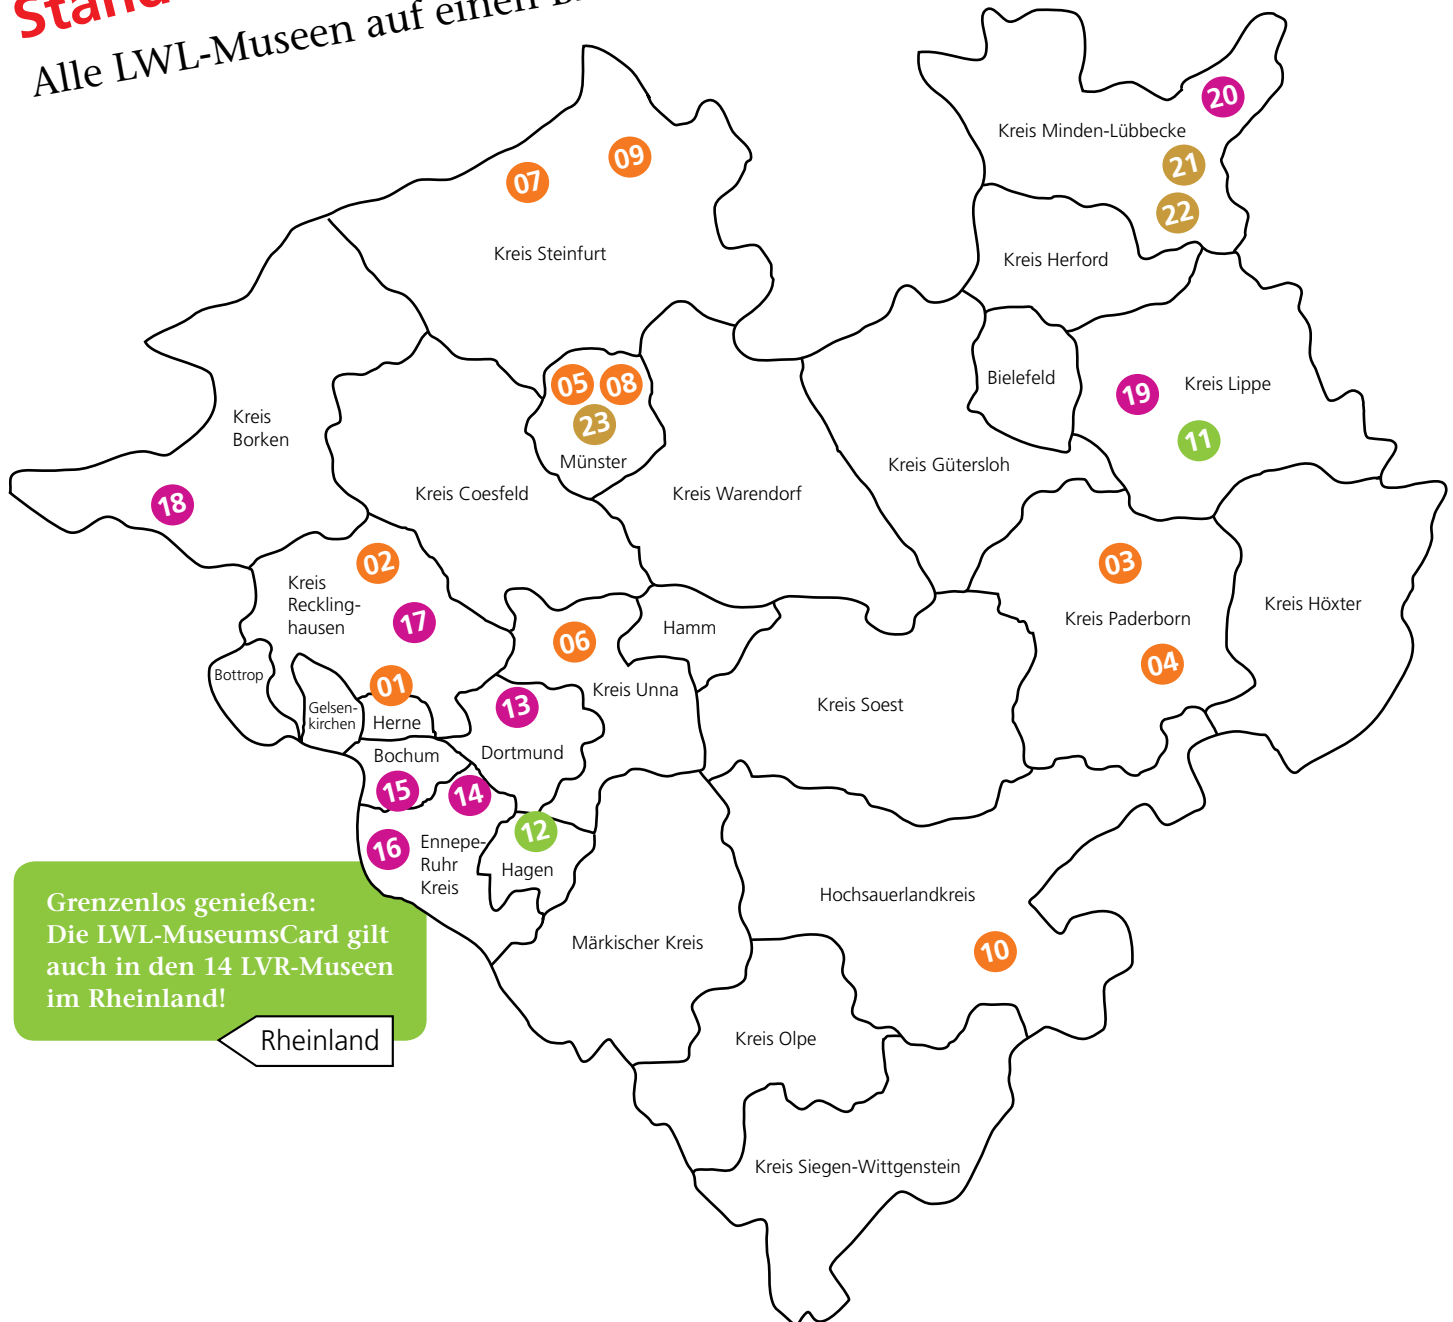 Alle LWL-Museen auf einen
20
Kreis Minden-Lübbecke
09
21
07
22
Kreis Steinfurt
Kreis Herford
05 08
Bielefeld
Kreis Lippe
19
23
11
Kreis
Borken
Münster
Kreis Gütersloh
Kreis Coesfeld
Kreis Warendorf
18
02
03
Kreis
Reckling-
hausen
17
Kreis Höxter
Kreis Paderborn
Hamm
06
04
Bottrop
01
Kreis Unna
Kreis Soest
Gelsen-
kirchen
Herne
13
Dortmund
Bochum
15
14
12
16
Ennepe-
Ruhr
Kreis
Hagen
Hochsauerlandkreis
Grenzenlos genießen:
Die LWL-MuseumsCard gilt
auch in den 14 LVR-Museen
im Rheinland!
Märkischer Kreis
10
Rheinland
Kreis Olpe
Kreis Siegen-Wittgenstein